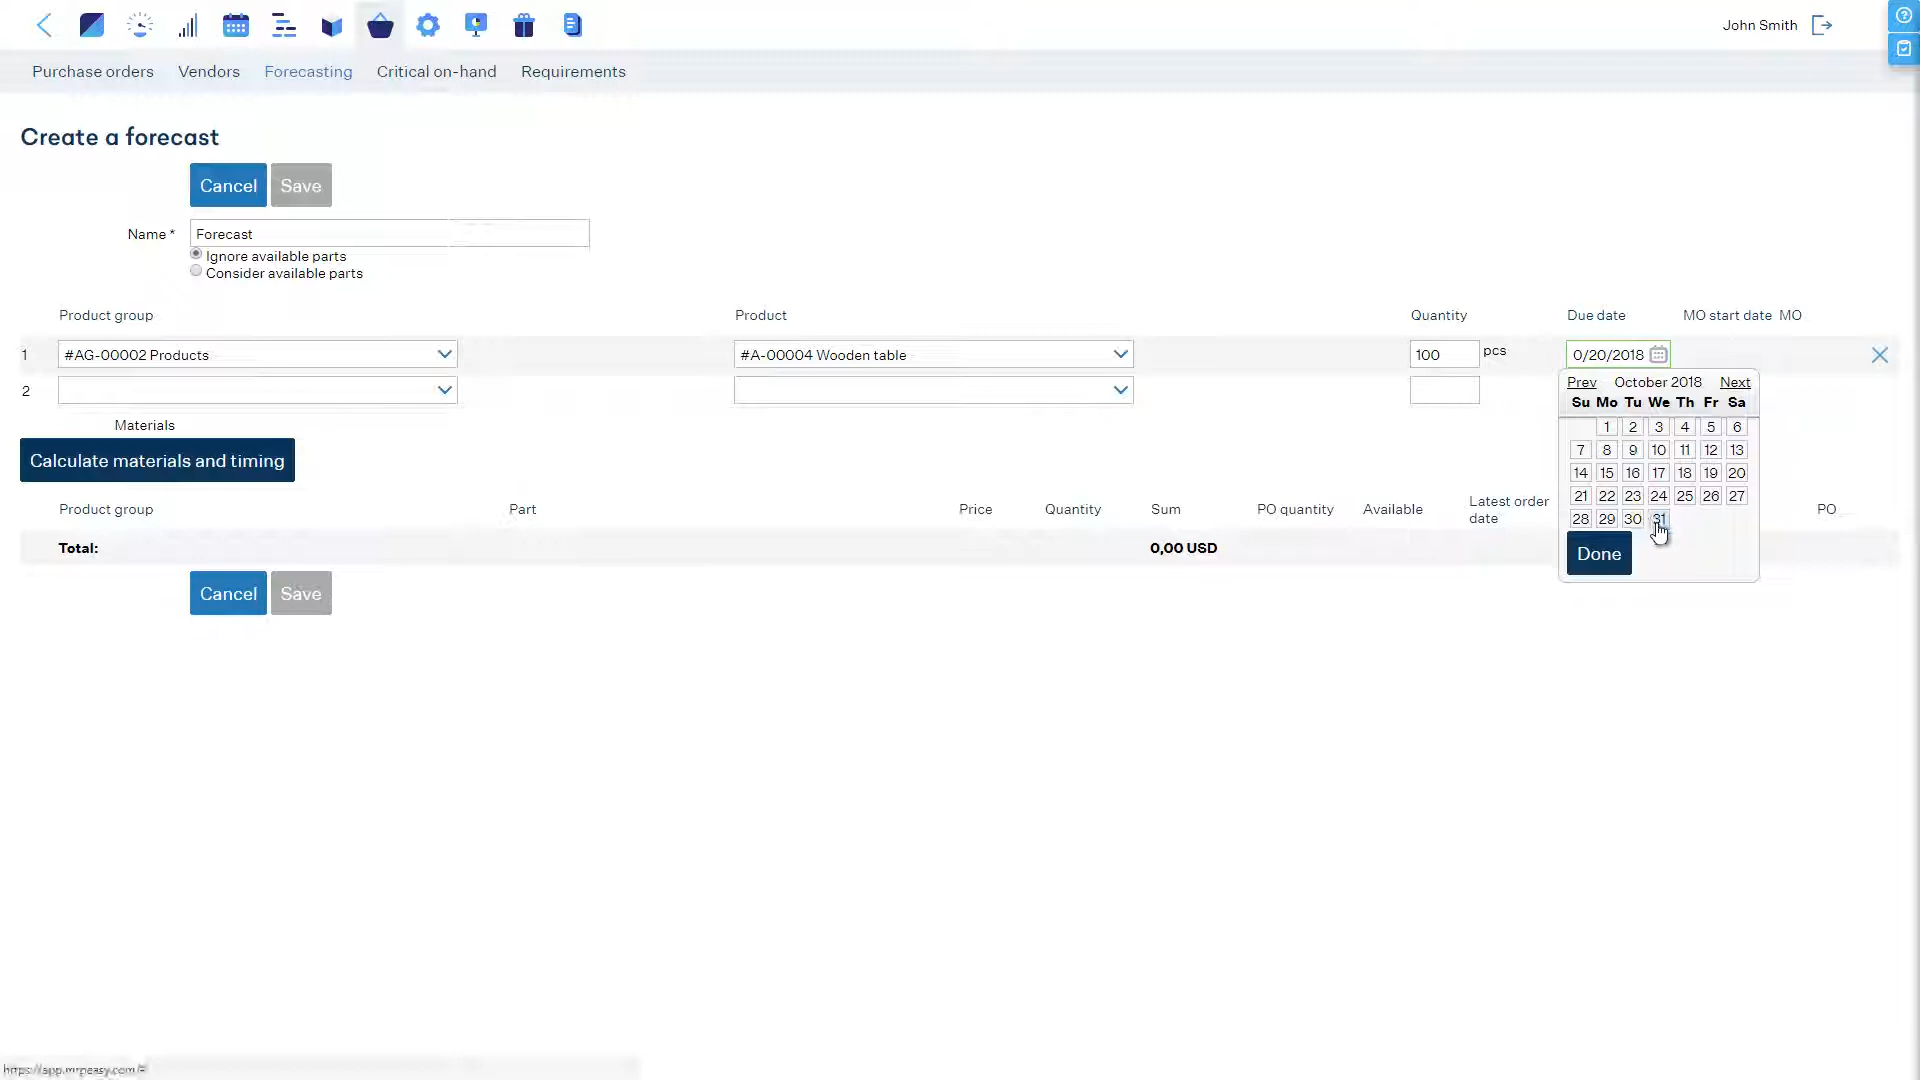 John Smith
Purchase orders Vendors Forecasting Critical on-hand Requirements
Create a forecast
Cancel Save
Name * Forecast
Ignore available parts
Consider available parts
Product group Product Quantity Due date MO start date MO
1 #AG-00002 Products #A-00004 Wooden table 100 pcs 0/20/2018
2
Prev October 2018 Next
Su Mo Tu We Th Fr Sa
1 2 3 4 5 6
7 8 9 10 11 12 13
14 15 16 17 18 19 20
21 22 23 24 25 26 27
28 29 30 31
Done
Materials
Calculate materials and timing
Product group Part Price Quantity Sum PO quantity Available Latest order date PO
Total: 0,00 USD
Cancel Save
https://app.mrpeasy.com/#